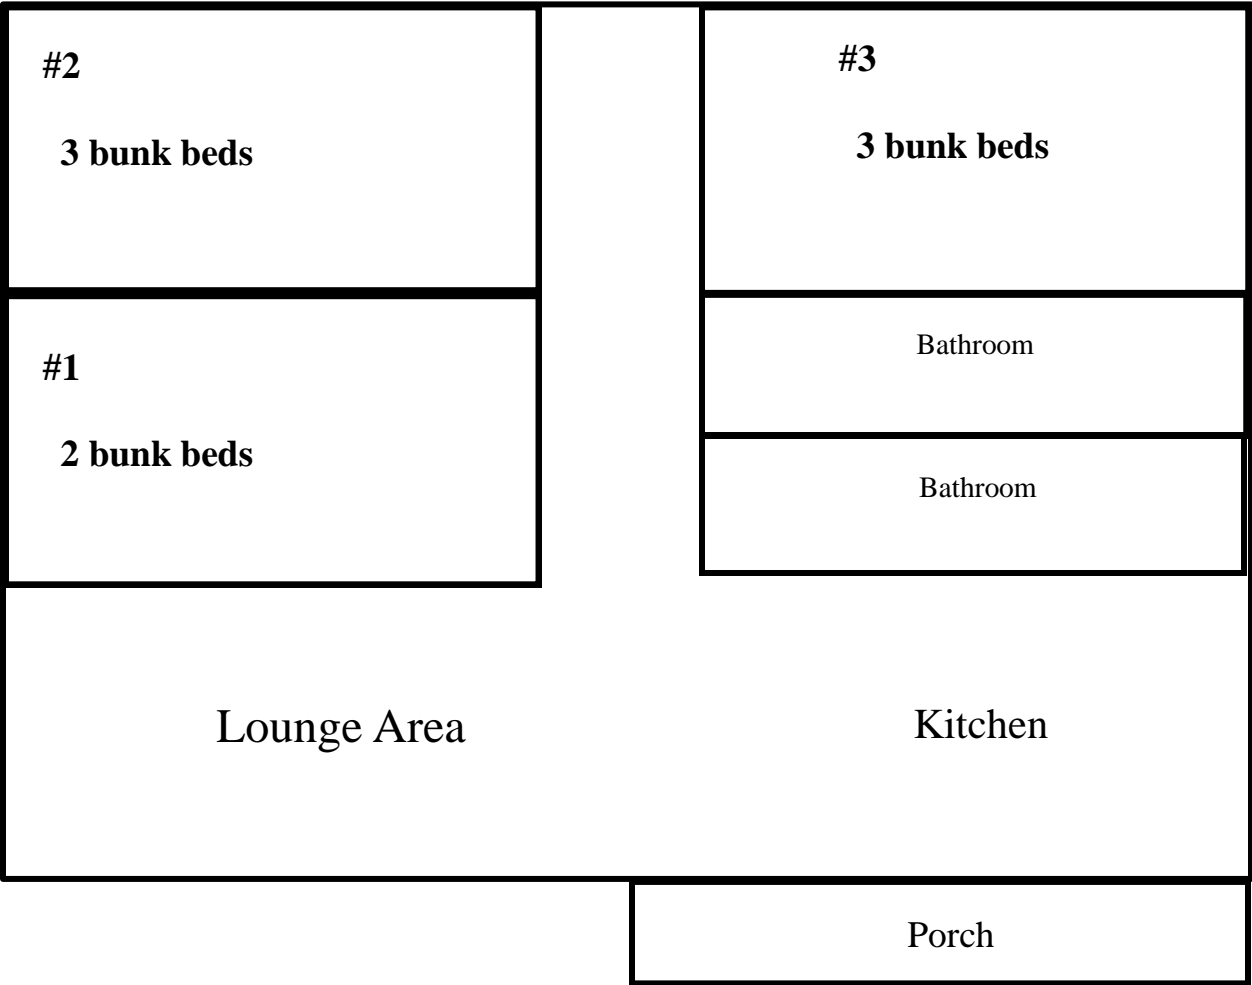 #2
3 bunk beds
#3
3 bunk beds
#1
2 bunk beds
Bathroom
Bathroom
Lounge Area
Kitchen
Porch